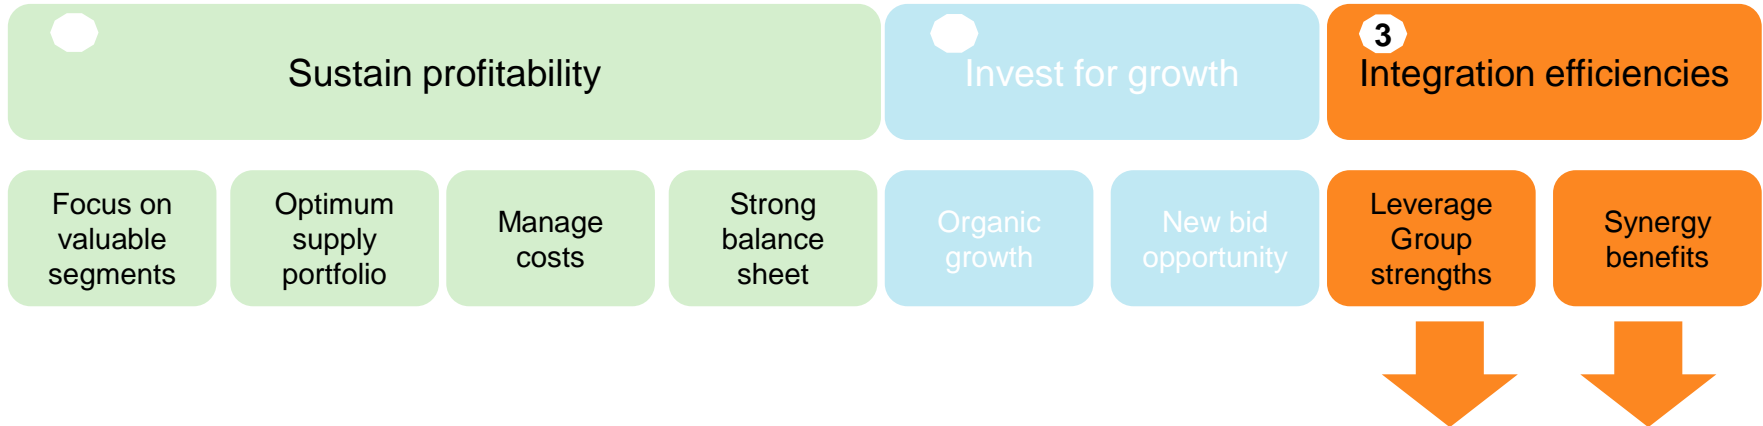 Sustain profitability
Invest for growth
3
Integration efficiencies
Focus on
valuable
segments
Optimum
supply
portfolio
Manage
costs
Strong
balance
sheet
Organic
growth
New bid
opportunity
Leverage
Group
strengths
Synergy
benefits